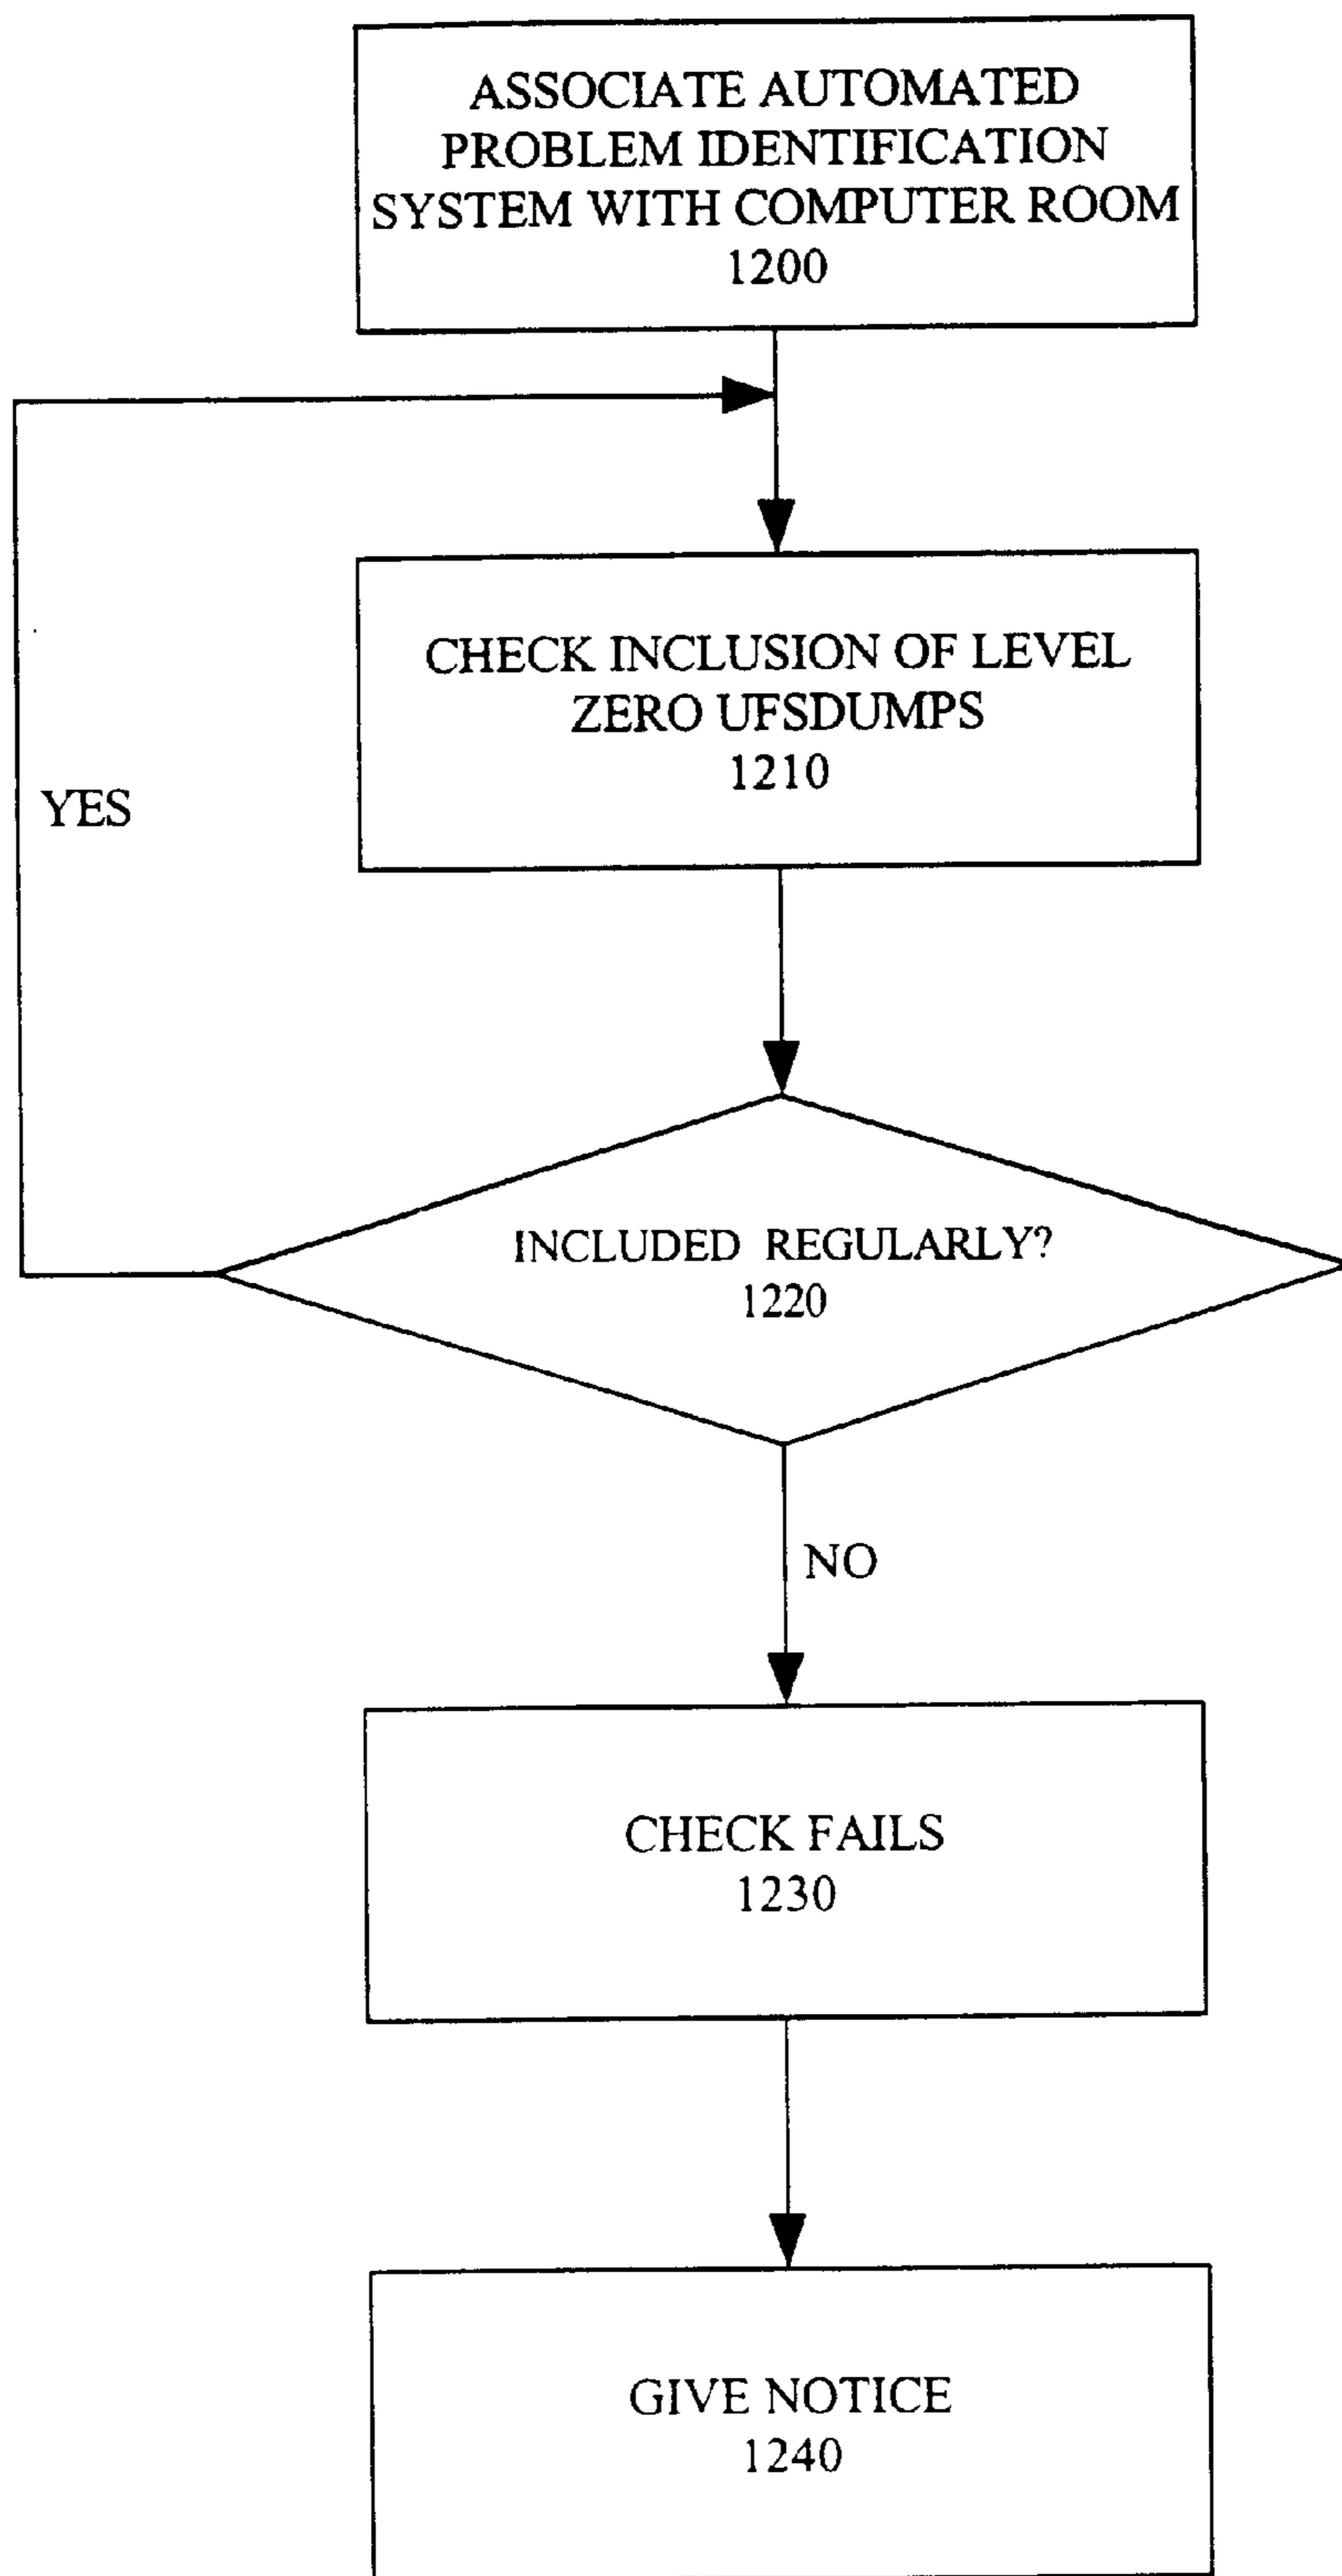 ASSOCIATE AUTOMATED
PROBLEM IDENTIFICATION
SYSTEM WITH COMPUTER ROOM
1200
CHECK INCLUSION OF LEVEL
ZERO UFSDUMPS
1210
YES
INCLUDED REGULARLY?
1220
NO
CHECK FAILS
1230
GIVE NOTICE
1240